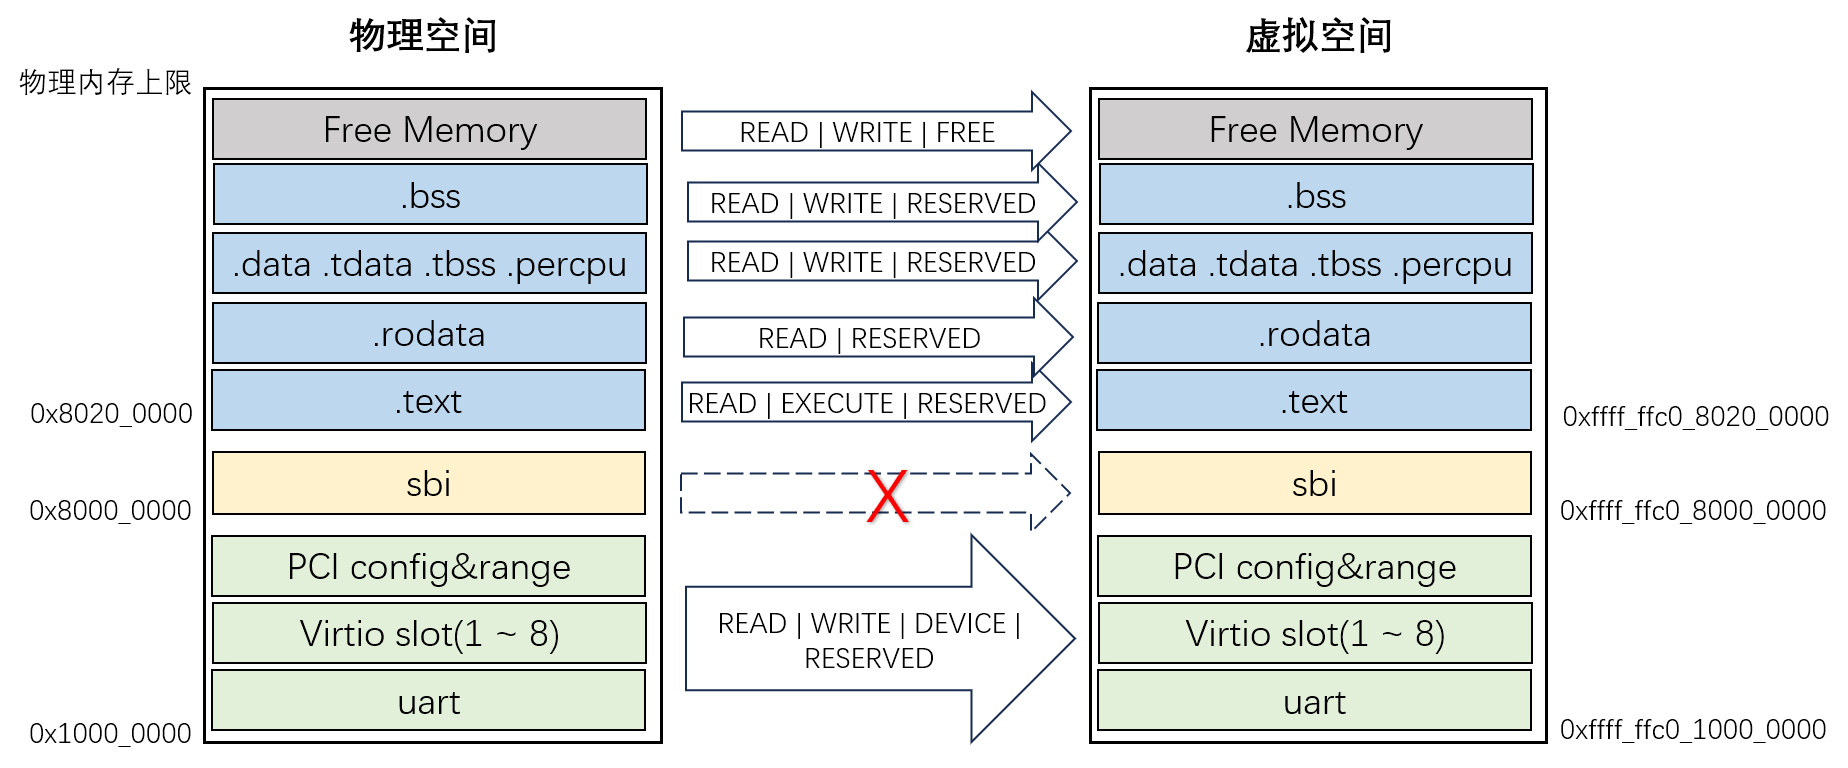 物理空间
虚拟空间
物理内存上限
Free Memory
READ | WRITE | FREE
Free Memory
.bss
READ | WRITE | RESERVED
.bss
.data .tdata .tbss .percpu
READ | WRITE | RESERVED
.data .tdata .tbss .percpu
.rodata
READ | RESERVED
.rodata
0x8020_0000
.text
READ | EXECUTE | RESERVED
.text
0xffff_ffc0_8020_0000
0x8000_0000
sbi
X
sbi
0xffff_ffc0_8000_0000
PCI config&range
PCI config&range
Virtio slot(1 ~ 8)
READ | WRITE | DEVICE |
RESERVED
Virtio slot(1 ~ 8)
0x1000_0000
uart
uart
0xffff_ffc0_1000_0000